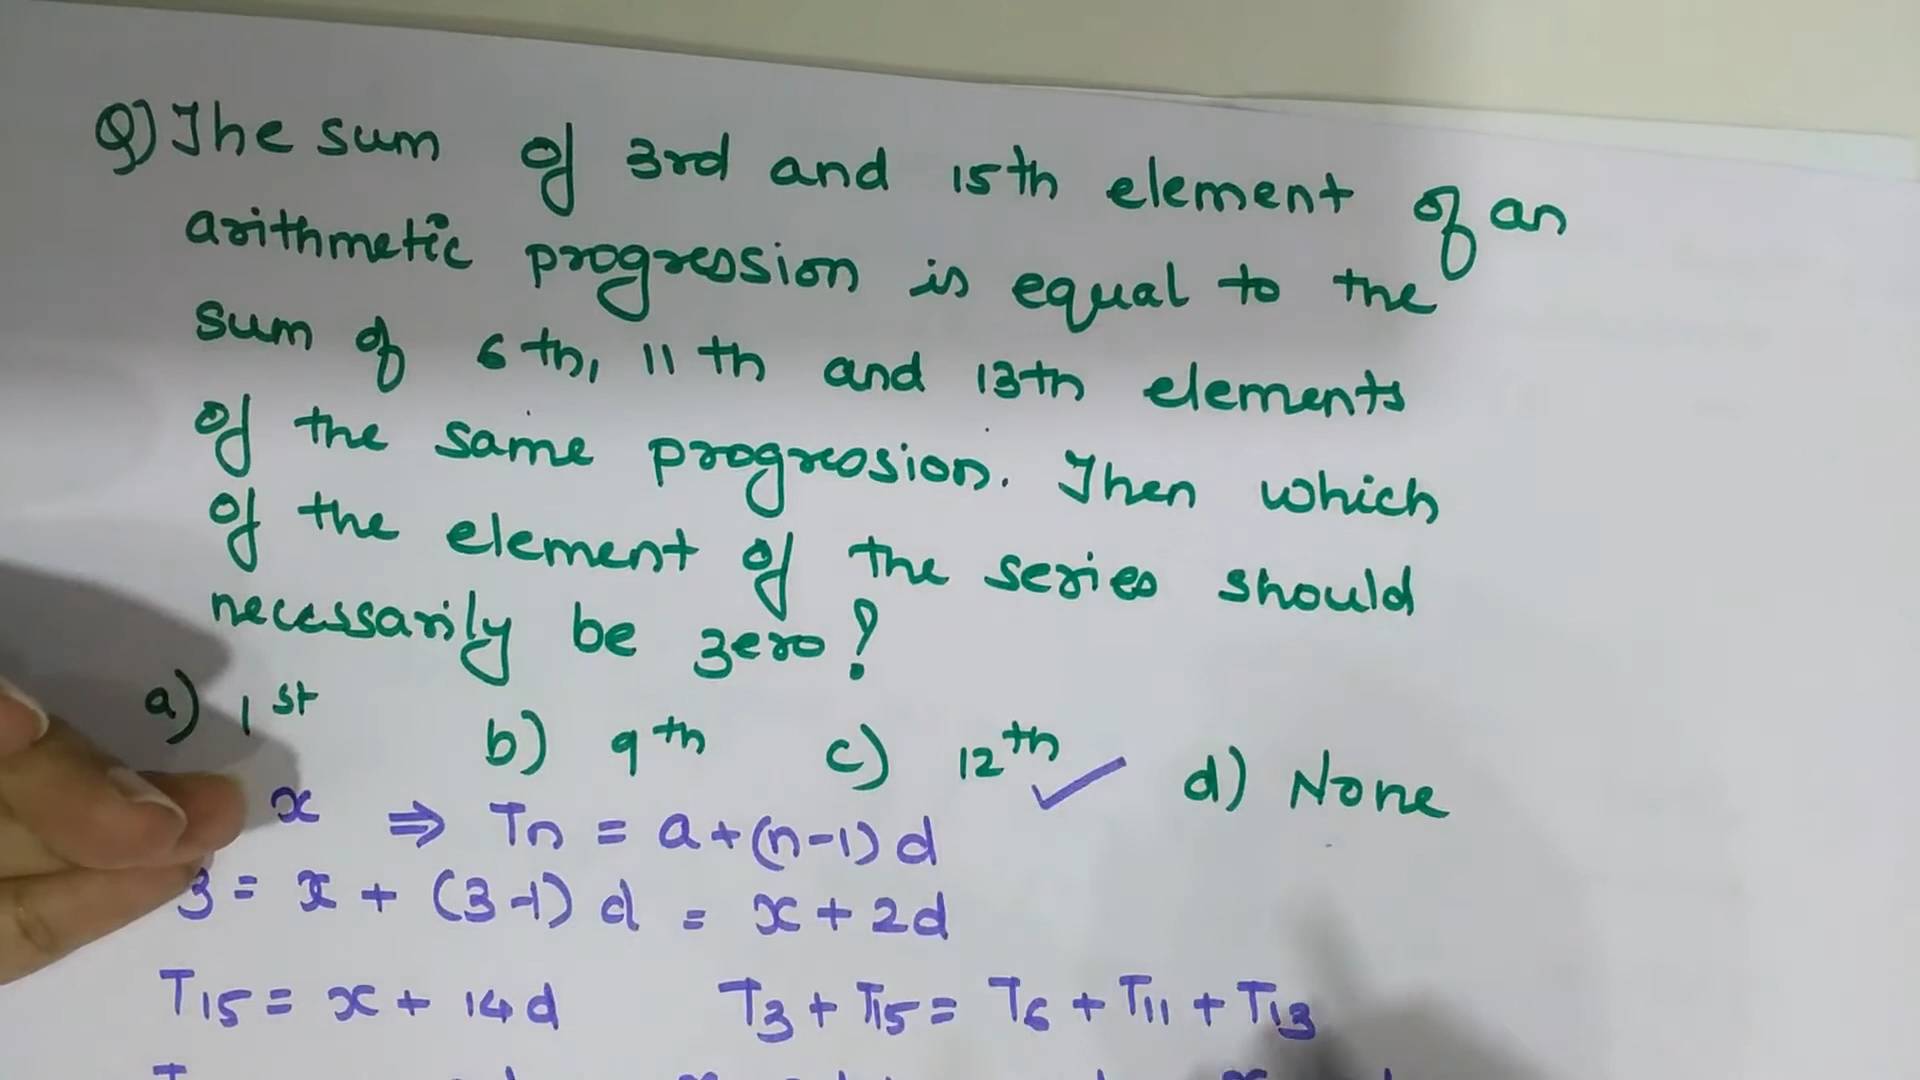 Q) The sum of 3rd and 15th element of an
arithmetic progression is equal to the
sum of 6th, 11th and 13th elements
of the same progression. Then which
of the element of the series should
necessarily be zero?
a) 1st b) 9th c) 12th ✓ d) None
x ⇒ Tn = a+(n-1)d
3 = x + (3-1)d = x + 2d
T15 = x + 14d T3 + T15 = T6 + T11 + T13